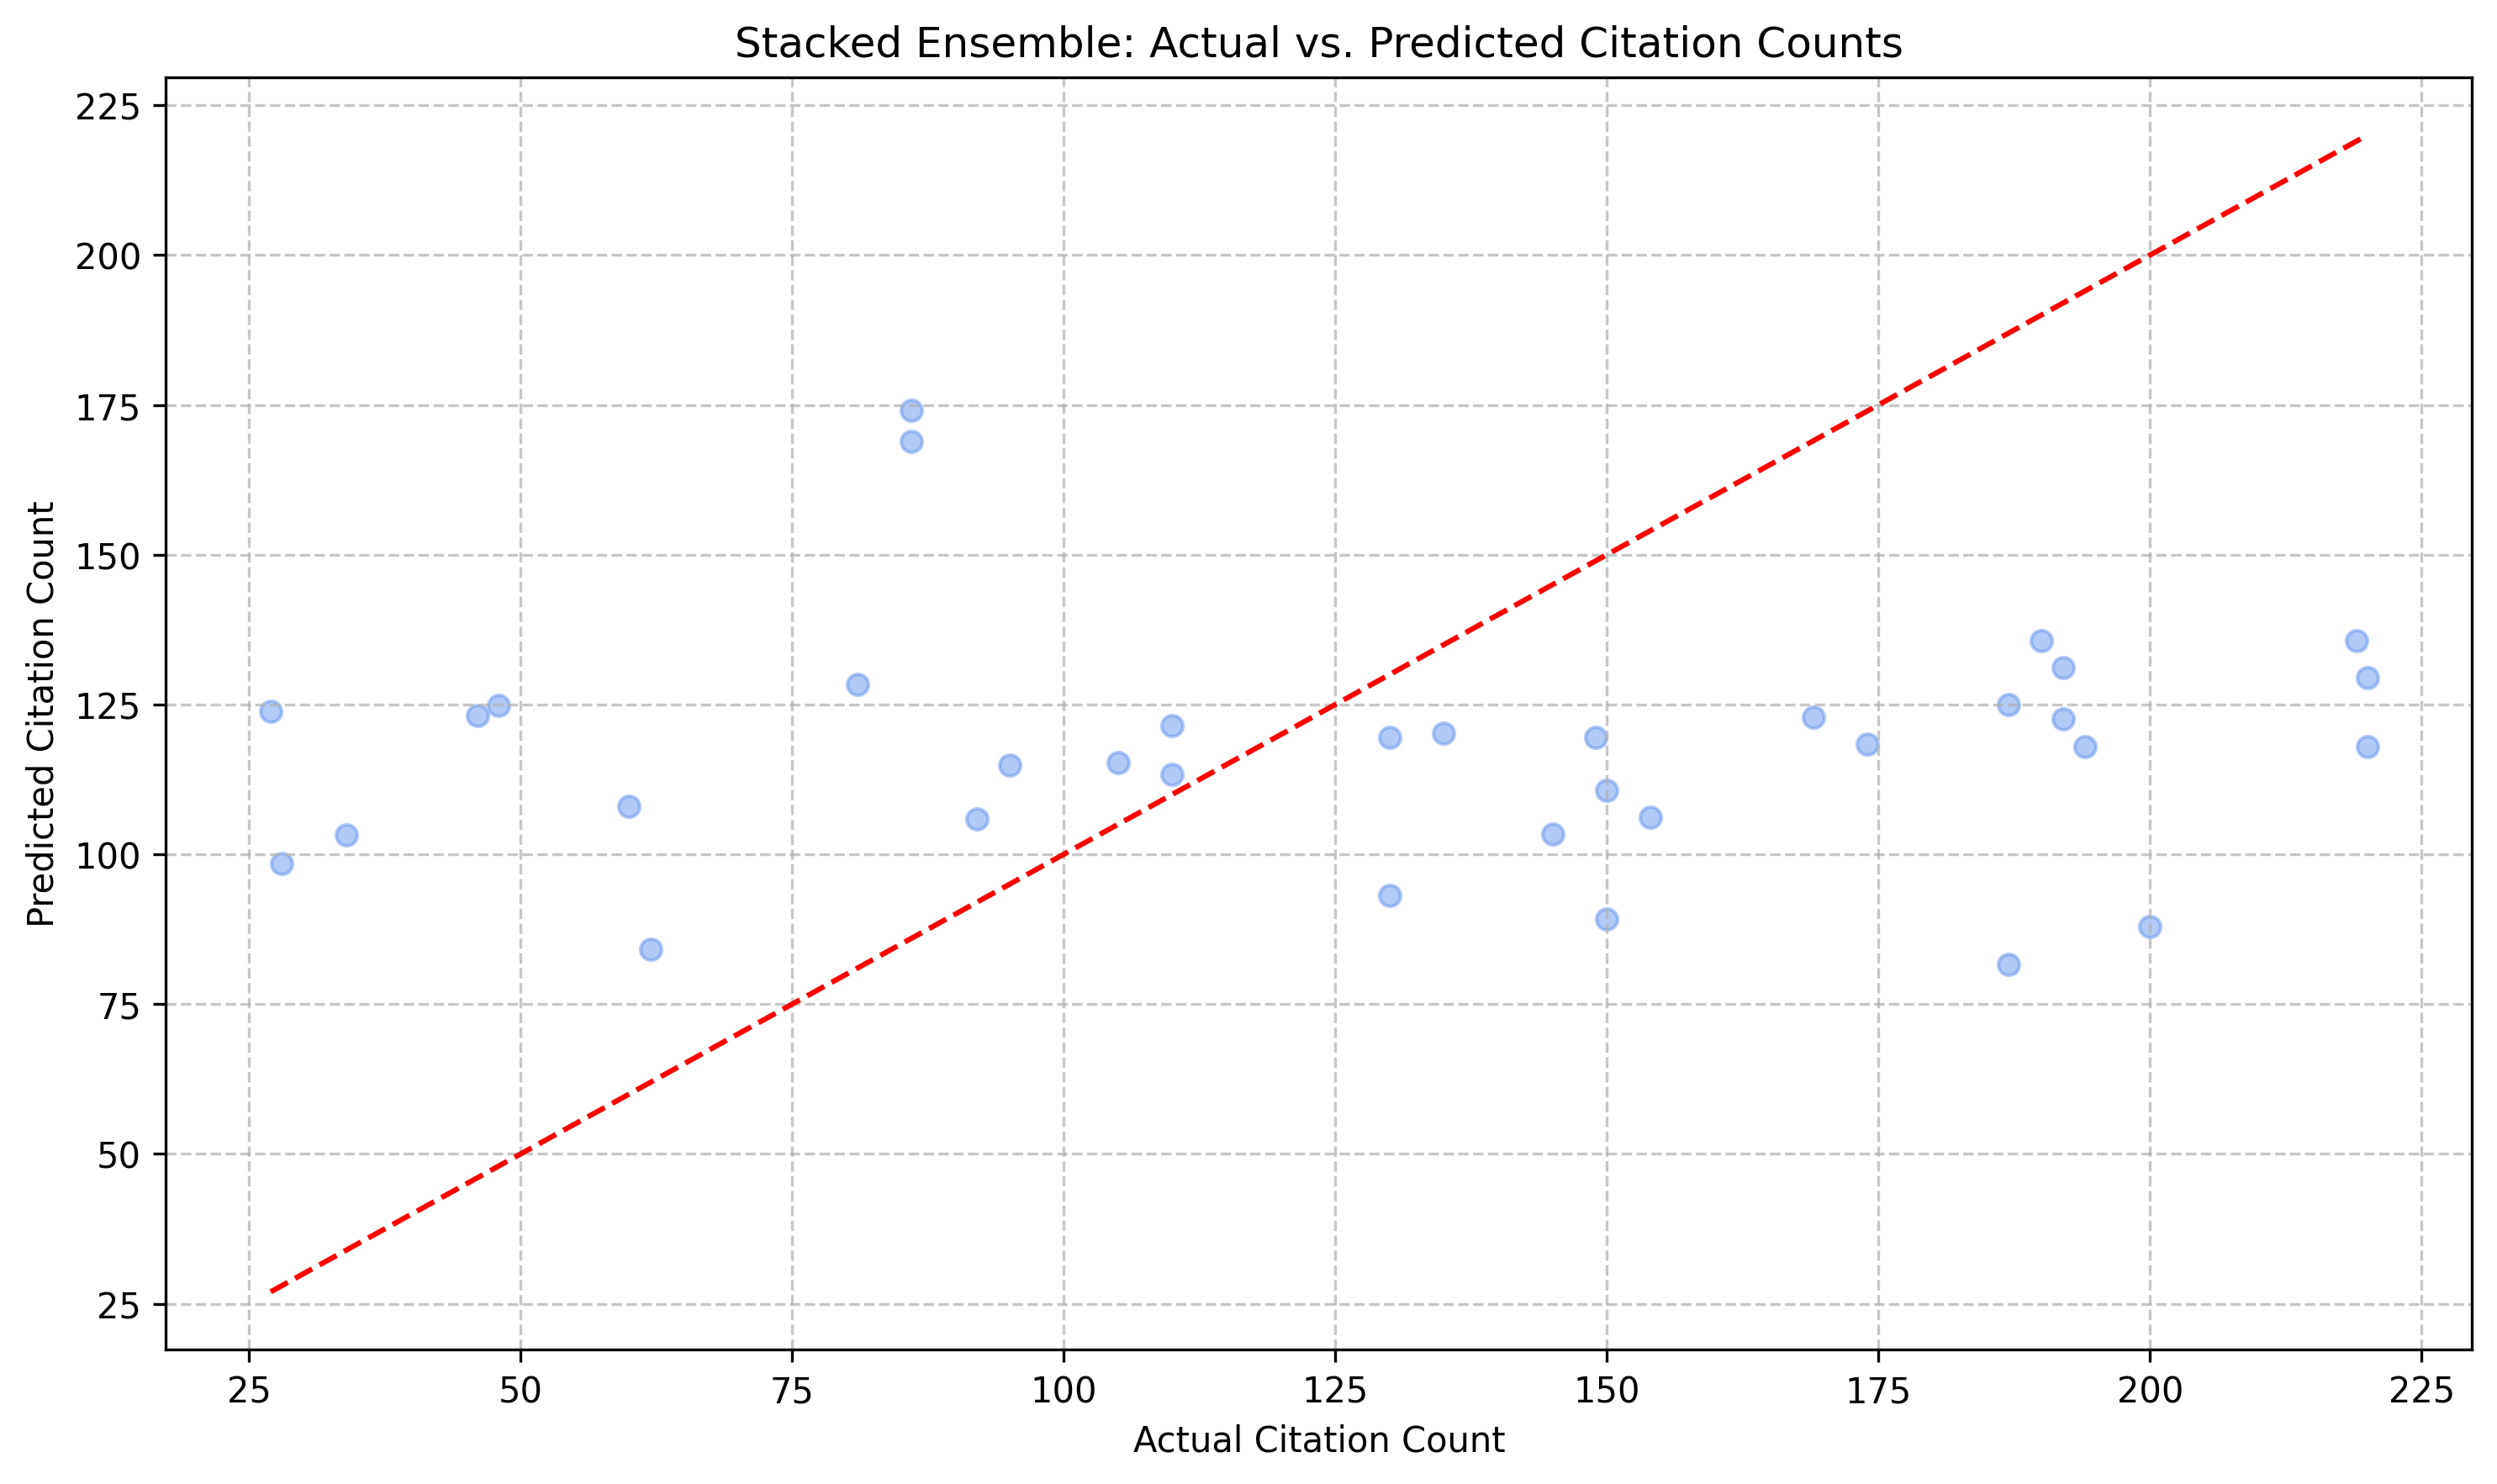 Stacked Ensemble: Actual vs. Predicted Citation Counts
225
200
175
150
125
100
75
50
25
Predicted Citation Count
25 50 75 100 125 150 175 200 225
Actual Citation Count